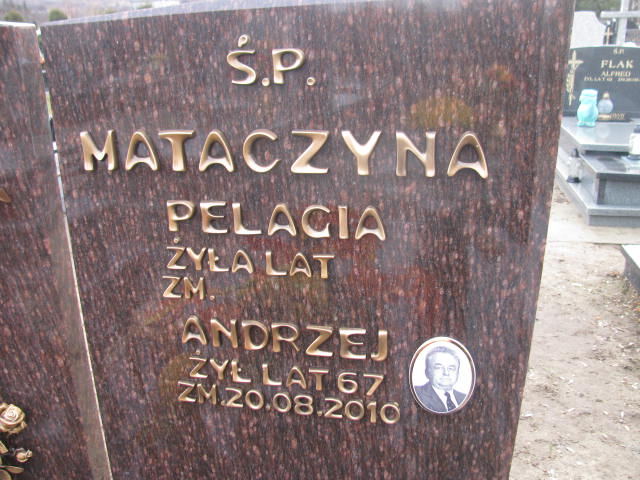 Ś.P.
MATACZYNA
PELAGIA
ŻYŁA LAT
ZM.
ANDRZEJ
ŻYŁ LAT 67
ZM. 20.08.2010
Ś.P.
FLAK
ALFRED